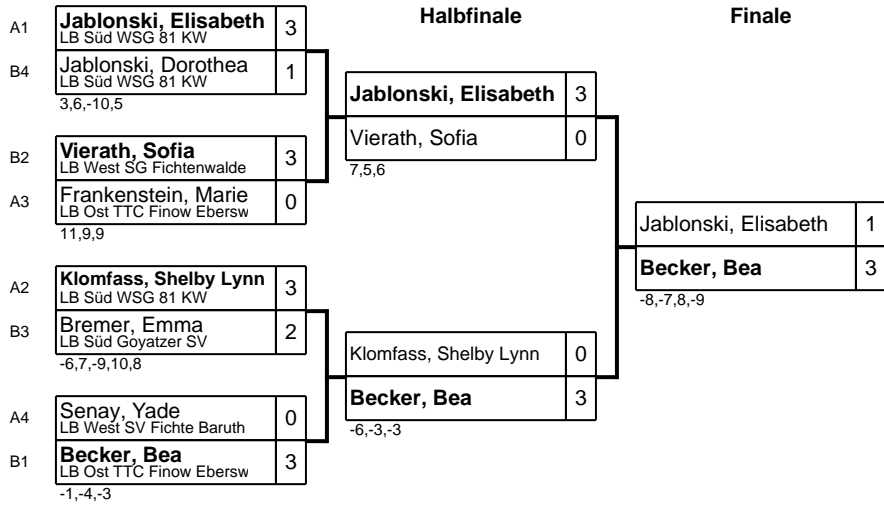 Halbfinale
Finale
A1
Jablonski, Elisabeth 3
LB Süd WSG 81 KW
B4
Jablonski, Dorothea 1
LB Süd WSG 81 KW
3,6,-10,5
B2
Vierath, Sofia 3
LB West SG Fichtenwalde
A3
Frankenstein, Marie 0
LB Ost TTC Finow Ebersw
11,9,9
A2
Klomfass, Shelby Lynn 3
LB Süd WSG 81 KW
B3
Bremer, Emma 2
LB Süd Goyatzer SV
-6,7,-9,10,8
A4
Senay, Yade 0
LB West SV Fichte Baruth
B1
Becker, Bea 3
LB Ost TTC Finow Ebersw
-1,-4,-3
Jablonski, Elisabeth 3
Vierath, Sofia 0
7,5,6
Klomfass, Shelby Lynn 0
Becker, Bea 3
-6,-3,-3
Jablonski, Elisabeth 1
Becker, Bea 3
-8,-7,8,-9